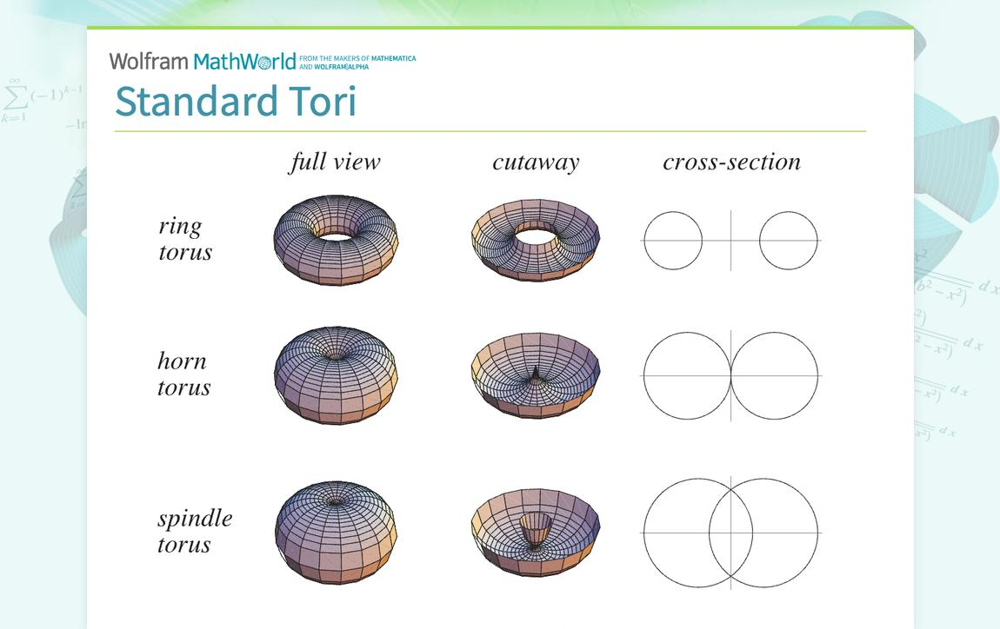 Wolfram MathWorld FROM THE MAKERS OF MATHEMATICA
AND WOLFRAM|ALPHA
Standard Tori
full view cutaway cross-section
ring
torus
horn
torus
spindle
torus